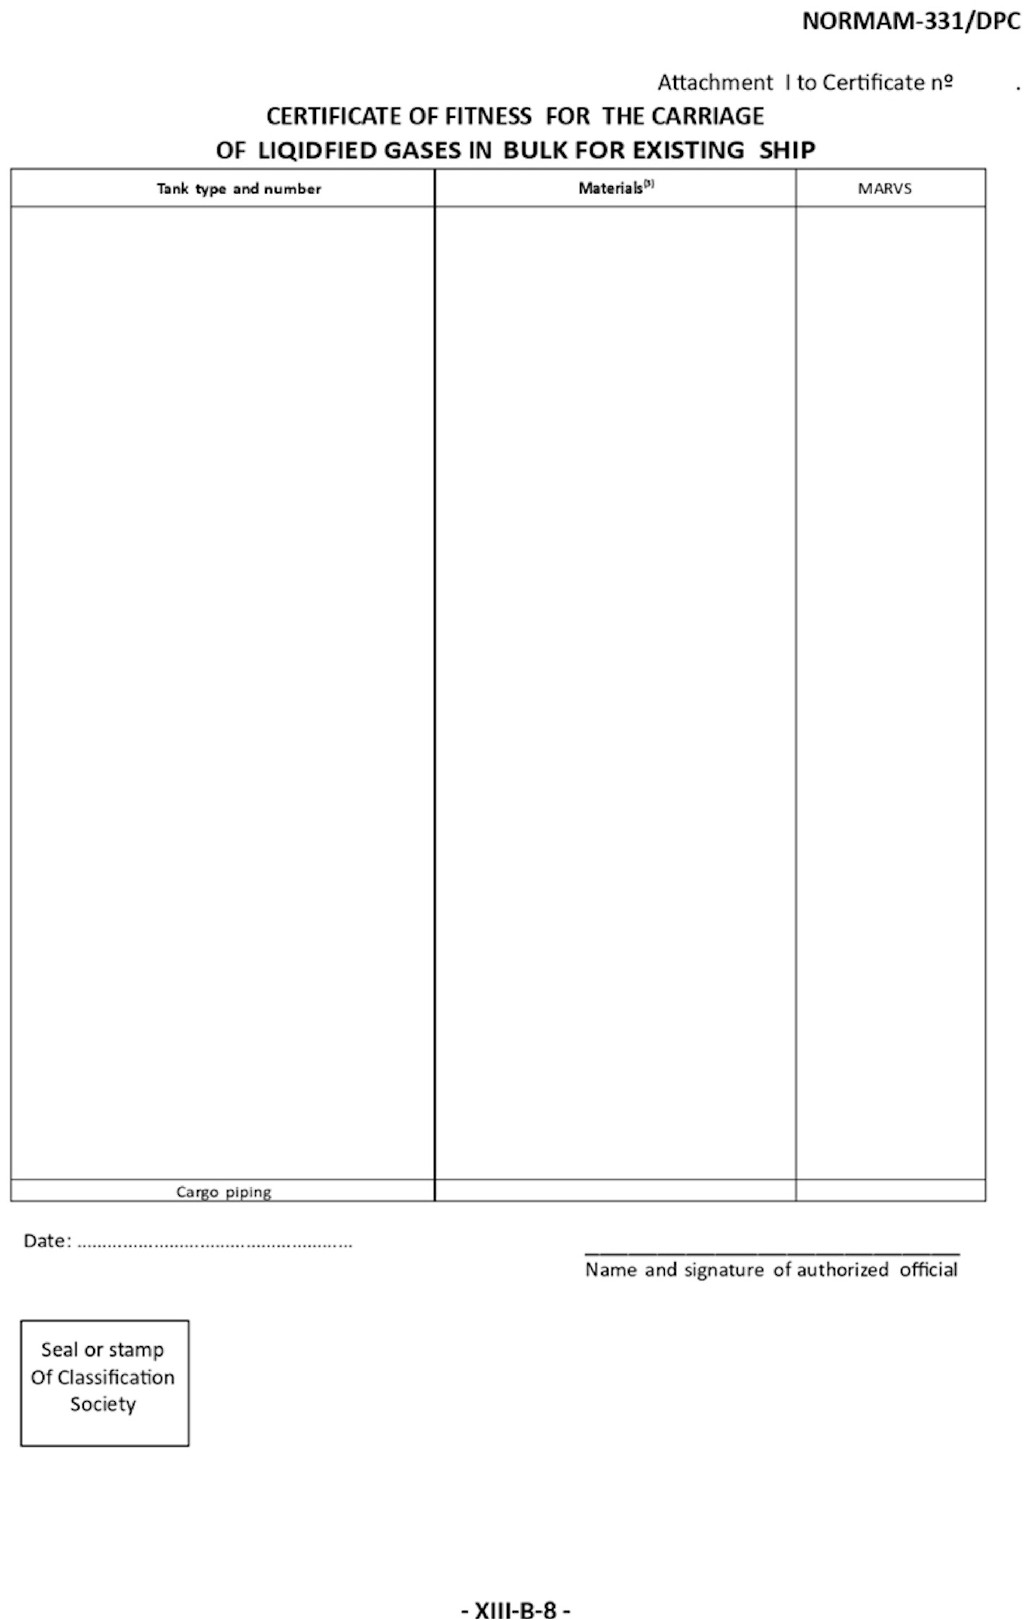 NORMAM-331/DPC
Attachment I to Certificate nº .
CERTIFICATE OF FITNESS FOR THE CARRIAGE
OF LIQIDFIED GASES IN BULK FOR EXISTING SHIP
Tank type and number Materials⁽³⁾ MARVS
Cargo piping
Date: ......................................................
Name and signature of authorized official
Seal or stamp
Of Classification
Society
- XIII-B-8 -